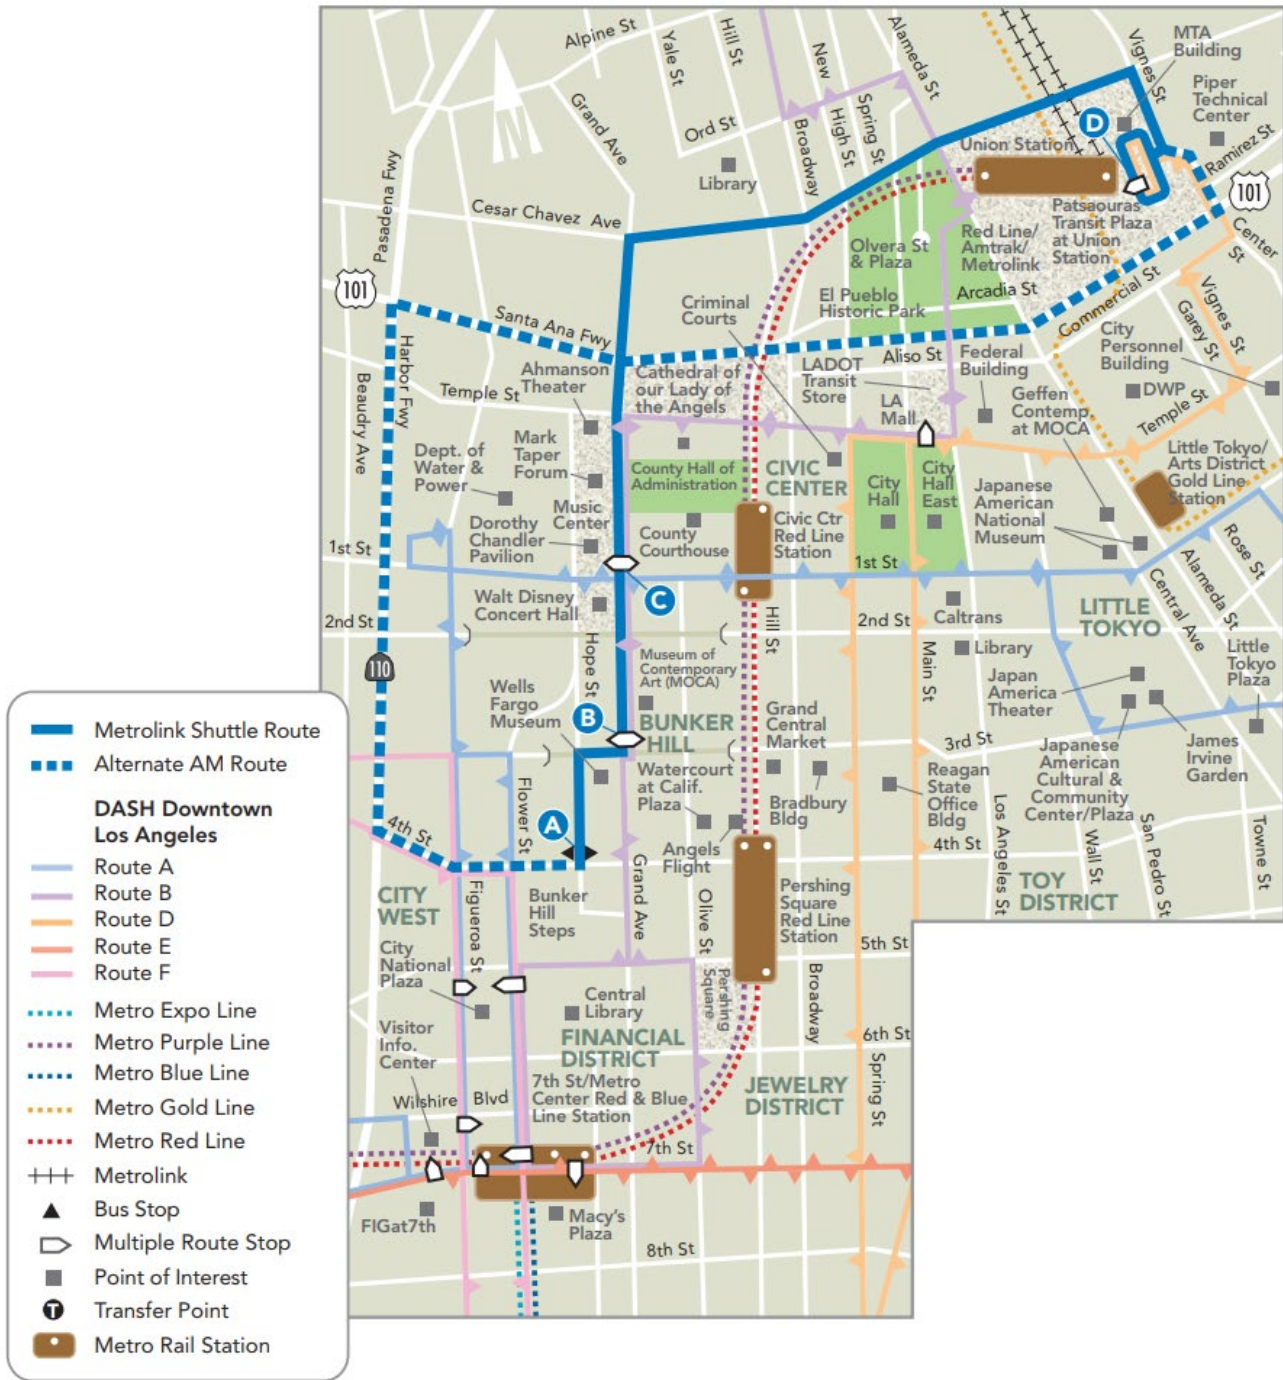 Alpine St
Yale St
Hill St
New
High St
Spring St
Alameda St
Vignes St
MTA
Building
Piper
Technical
Center
Ramirez St
Grand Ave
Ord St
Broadway
Library
Union Station
D
101
Pasadena Fwy
Cesar Chavez Ave
Olvera St
& Plaza
Red Line/
Amtrak/
Metrolink
Patsaouras
Transit Plaza
at Union
Station
Center
St
101
Santa Ana Fwy
Criminal
Courts
El Pueblo
Historic Park
Arcadia St
Commercial St
Vignes St
Garey St
City
Personnel
Building
Harbor Fwy
Beaudry Ave
Ahmanson
Theater
Temple St
Cathedral of
our Lady of
the Angels
LADOT
Transit
Store
Aliso St
LA
Mall
Federal
Building
Geffen
Contemp.
at MOCA
DWP
Temple St
Dept. of
Water &
Power
Mark
Taper
Forum
County Hall of
Administration
CIVIC
CENTER
City
Hall
City
Hall
East
Japanese
American
National
Museum
Little Tokyo/
Arts District
Gold Line
Station
Music
Center
Dorothy
Chandler
Pavilion
County
Courthouse
Civic Ctr
Red Line
Station
Rose St
1st St
1st St
C
Alameda St
Central Ave
Walt Disney
Concert Hall
Caltrans
LITTLE
TOKYO
2nd St
Hope St
Hill St
2nd St
Main St
Library
Little
Tokyo
Plaza
110
Museum of
Contemporary
Art (MOCA)
Wells
Fargo
Museum
B
BUNKER
HILL
Grand
Central
Market
Japan
America
Theater
3rd St
Japanese
American
Cultural &
Community
Center/Plaza
James
Irvine
Garden
Watercourt
at Calif.
Plaza
Bradbury
Bldg
Reagan
State
Office
Bldg
Flower St
4th St
A
Angels
Flight
4th St
Los Angeles St
Wall St
San Pedro St
Towne St
CITY
WEST
Figueroa St
Bunker
Hill
Steps
Grand Ave
Olive St
Pershing
Square
Red Line
Station
TOY
DISTRICT
City
National
Plaza
Pershing
Square
Broadway
5th St
Central
Library
Visitor
Info.
Center
FINANCIAL
DISTRICT
6th St
Spring St
Wilshire Blvd
7th St/Metro
Center Red & Blue
Line Station
JEWELRY
DISTRICT
7th St
FIGat7th
Macy's
Plaza
8th St
Metrolink Shuttle Route
Alternate AM Route
DASH Downtown
Los Angeles
Route A
Route B
Route D
Route E
Route F
Metro Expo Line
Metro Purple Line
Metro Blue Line
Metro Gold Line
Metro Red Line
Metrolink
Bus Stop
Multiple Route Stop
Point of Interest
T
Transfer Point
Metro Rail Station